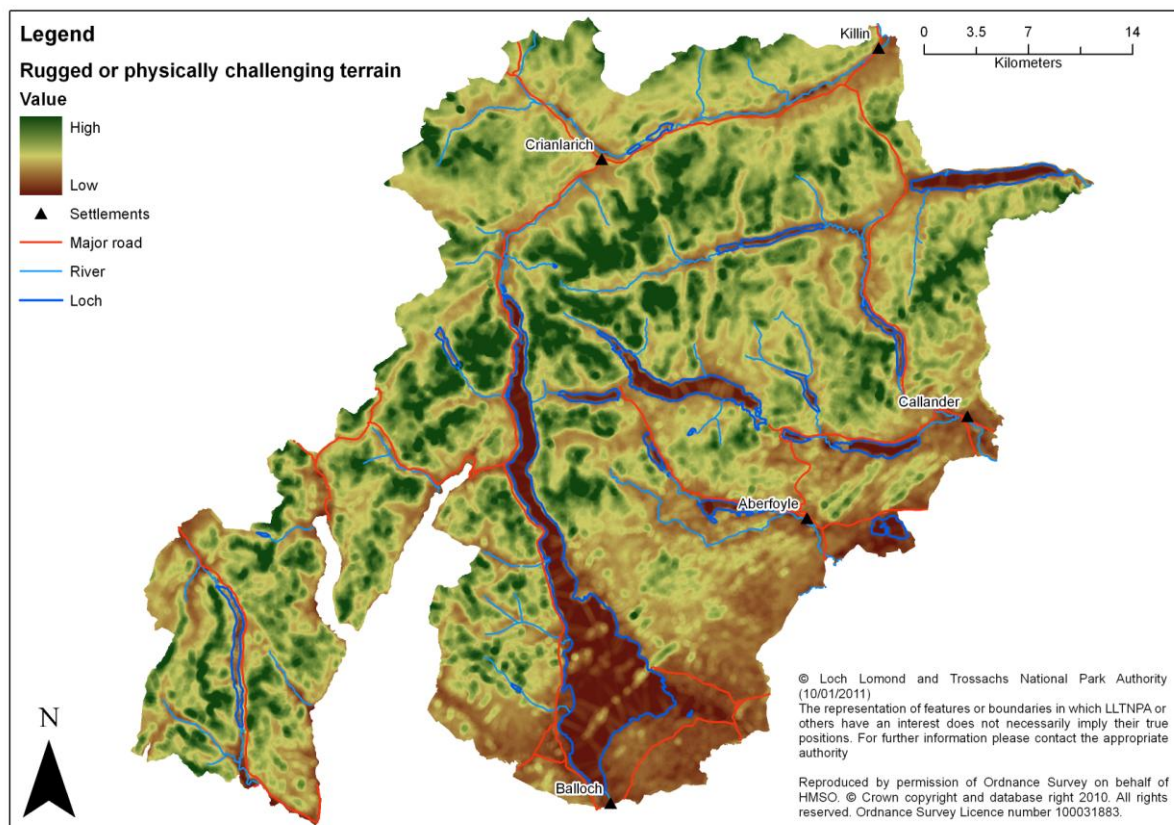 Legend
Rugged or physically challenging terrain
Value
High
Low
Settlements
Major road
River
Loch
Killin
0 3.5 7 14
Kilometers
Crianlarich
Callander
Aberfoyle
Balloch
N
© Loch Lomond and Trossachs National Park Authority
(10/01/2011)
The representation of features or boundaries in which LLTNPA or
others have an interest does not necessarily imply their true
positions. For further information please contact the appropriate
authority
Reproduced by permission of Ordnance Survey on behalf of
HMSO. © Crown copyright and database right 2010. All rights
reserved. Ordnance Survey Licence number 100031883.